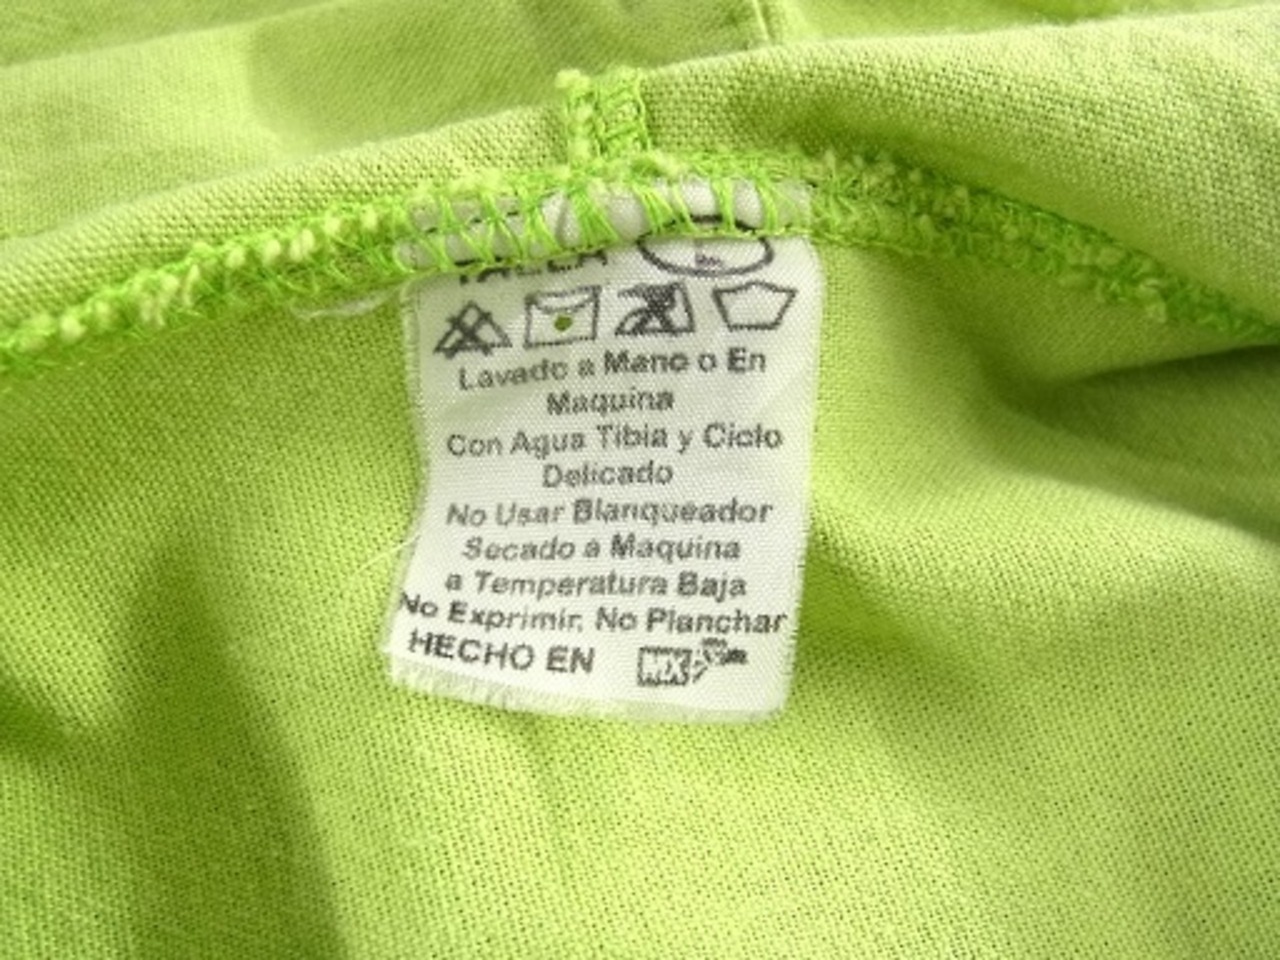 TALLA
Lavado a Mano o En
Maquina
Con Agua Tibia y Ciclo
Delicado
No Usar Blanqueador
Secado a Maquina
a Temperatura Baja
No Exprimir. No Planchar
HECHO EN